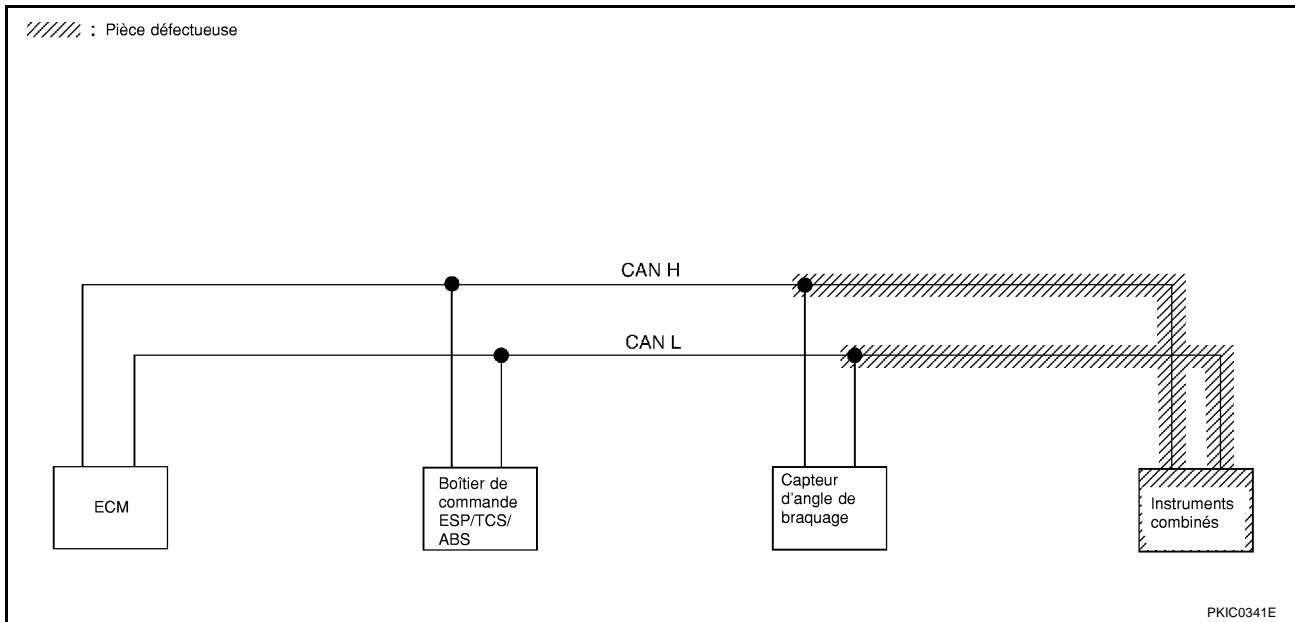 : Pièce défectueuse
CAN H
CAN L
ECM
Boîtier de
commande
ESP/TCS/
ABS
Capteur
d'angle de
braquage
Instruments
combinés
PKIC0341E